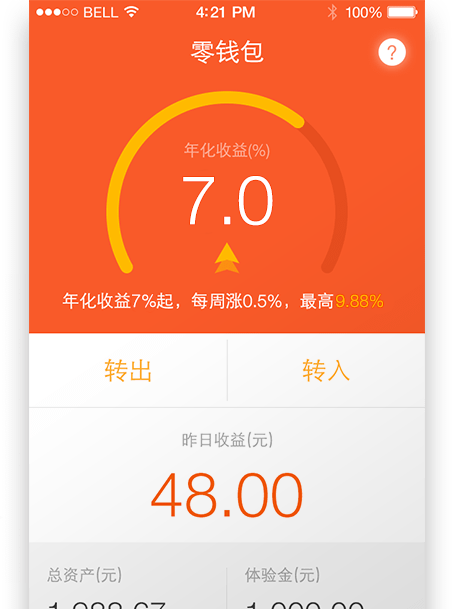 BELL 4:21 PM 100%
零钱包
?
年化收益(%)
7.0
年化收益7%起，每周涨0.5%，最高9.88%
转出 转入
昨日收益(元)
48.00
总资产(元) 体验金(元)